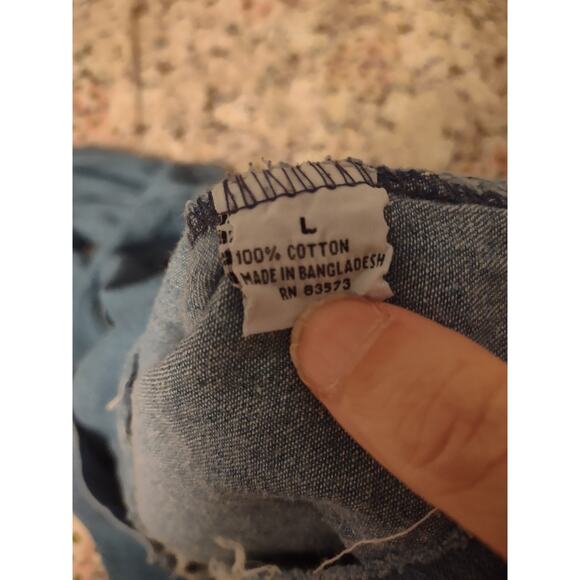 L
100% COTTON
MADE IN BANGLADESH
RN 83573